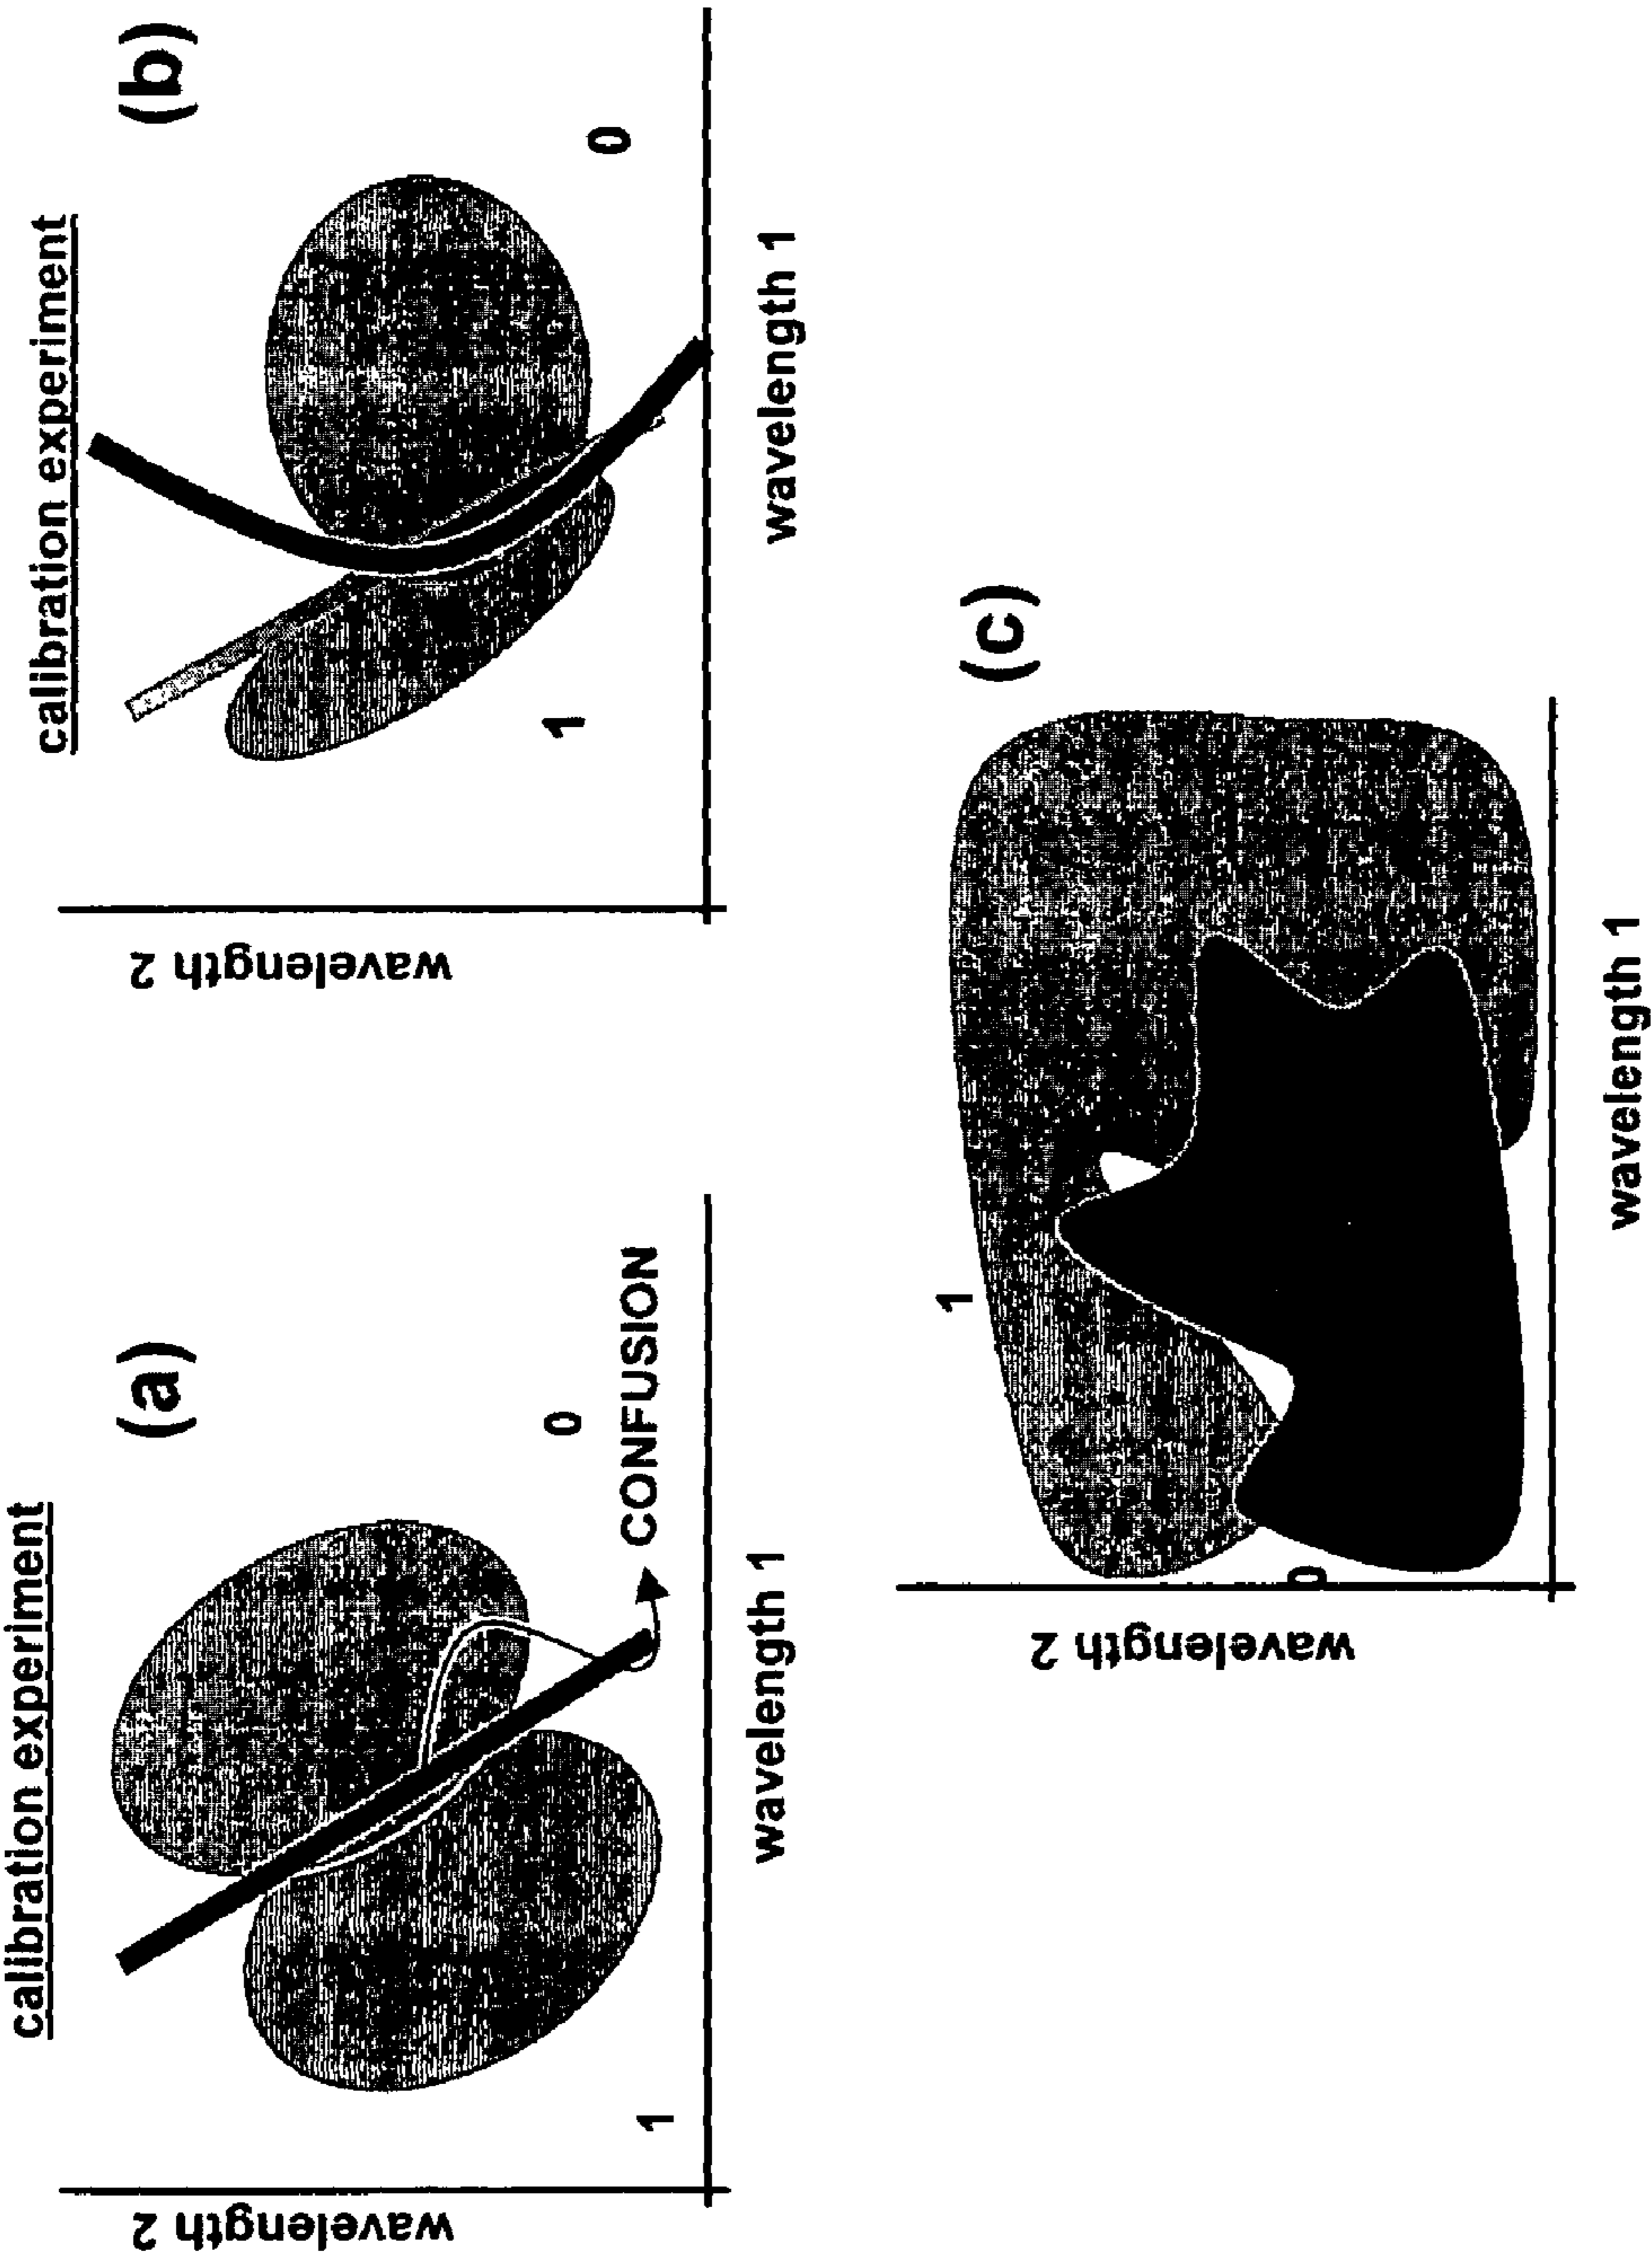 calibration experiment
(a)
wavelength 2
1
0
CONFUSION
wavelength 1
calibration experiment
(b)
wavelength 2
1
0
wavelength 1
(c)
wavelength 2
1
0
wavelength 1